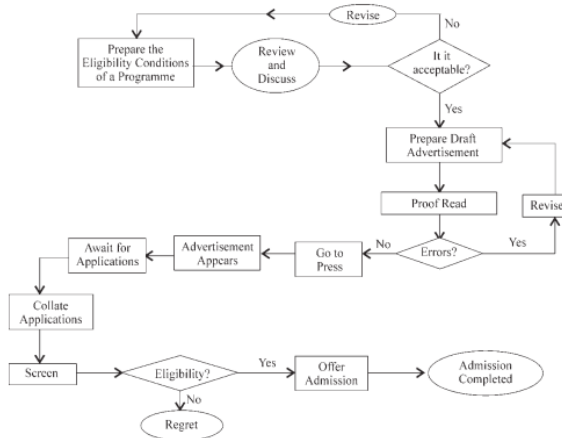 Revise
No
Prepare the
Eligibility Conditions
of a Programme
Review
and
Discuss
It it
acceptable?
Yes
Prepare Draft
Advertisement
Proof Read
Revise
Errors?
Yes
No
Go to
Press
Advertisement
Appears
Await for
Applications
Collate
Applications
Screen
Eligibility?
Yes
Offer
Admission
Admission
Completed
No
Regret